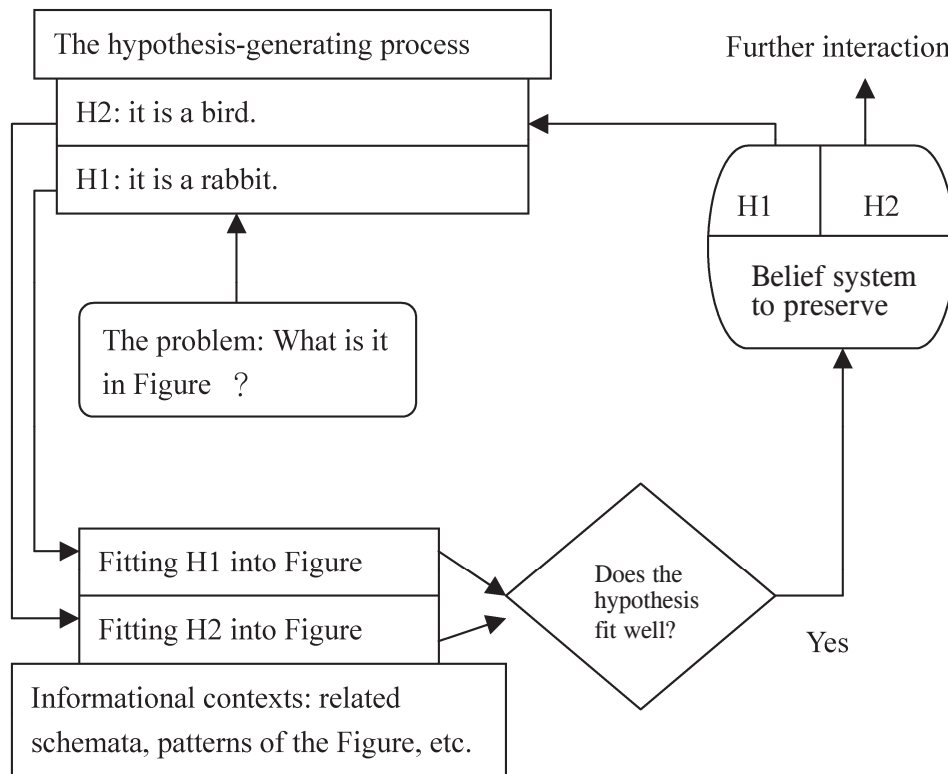 The hypothesis-generating process
H2: it is a bird.
H1: it is a rabbit.
The problem: What is it
in Figure ?
Further interaction
H1
H2
Belief system
to preserve
Fitting H1 into Figure
Fitting H2 into Figure
Does the
hypothesis
fit well?
Yes
Informational contexts: related
schemata, patterns of the Figure, etc.